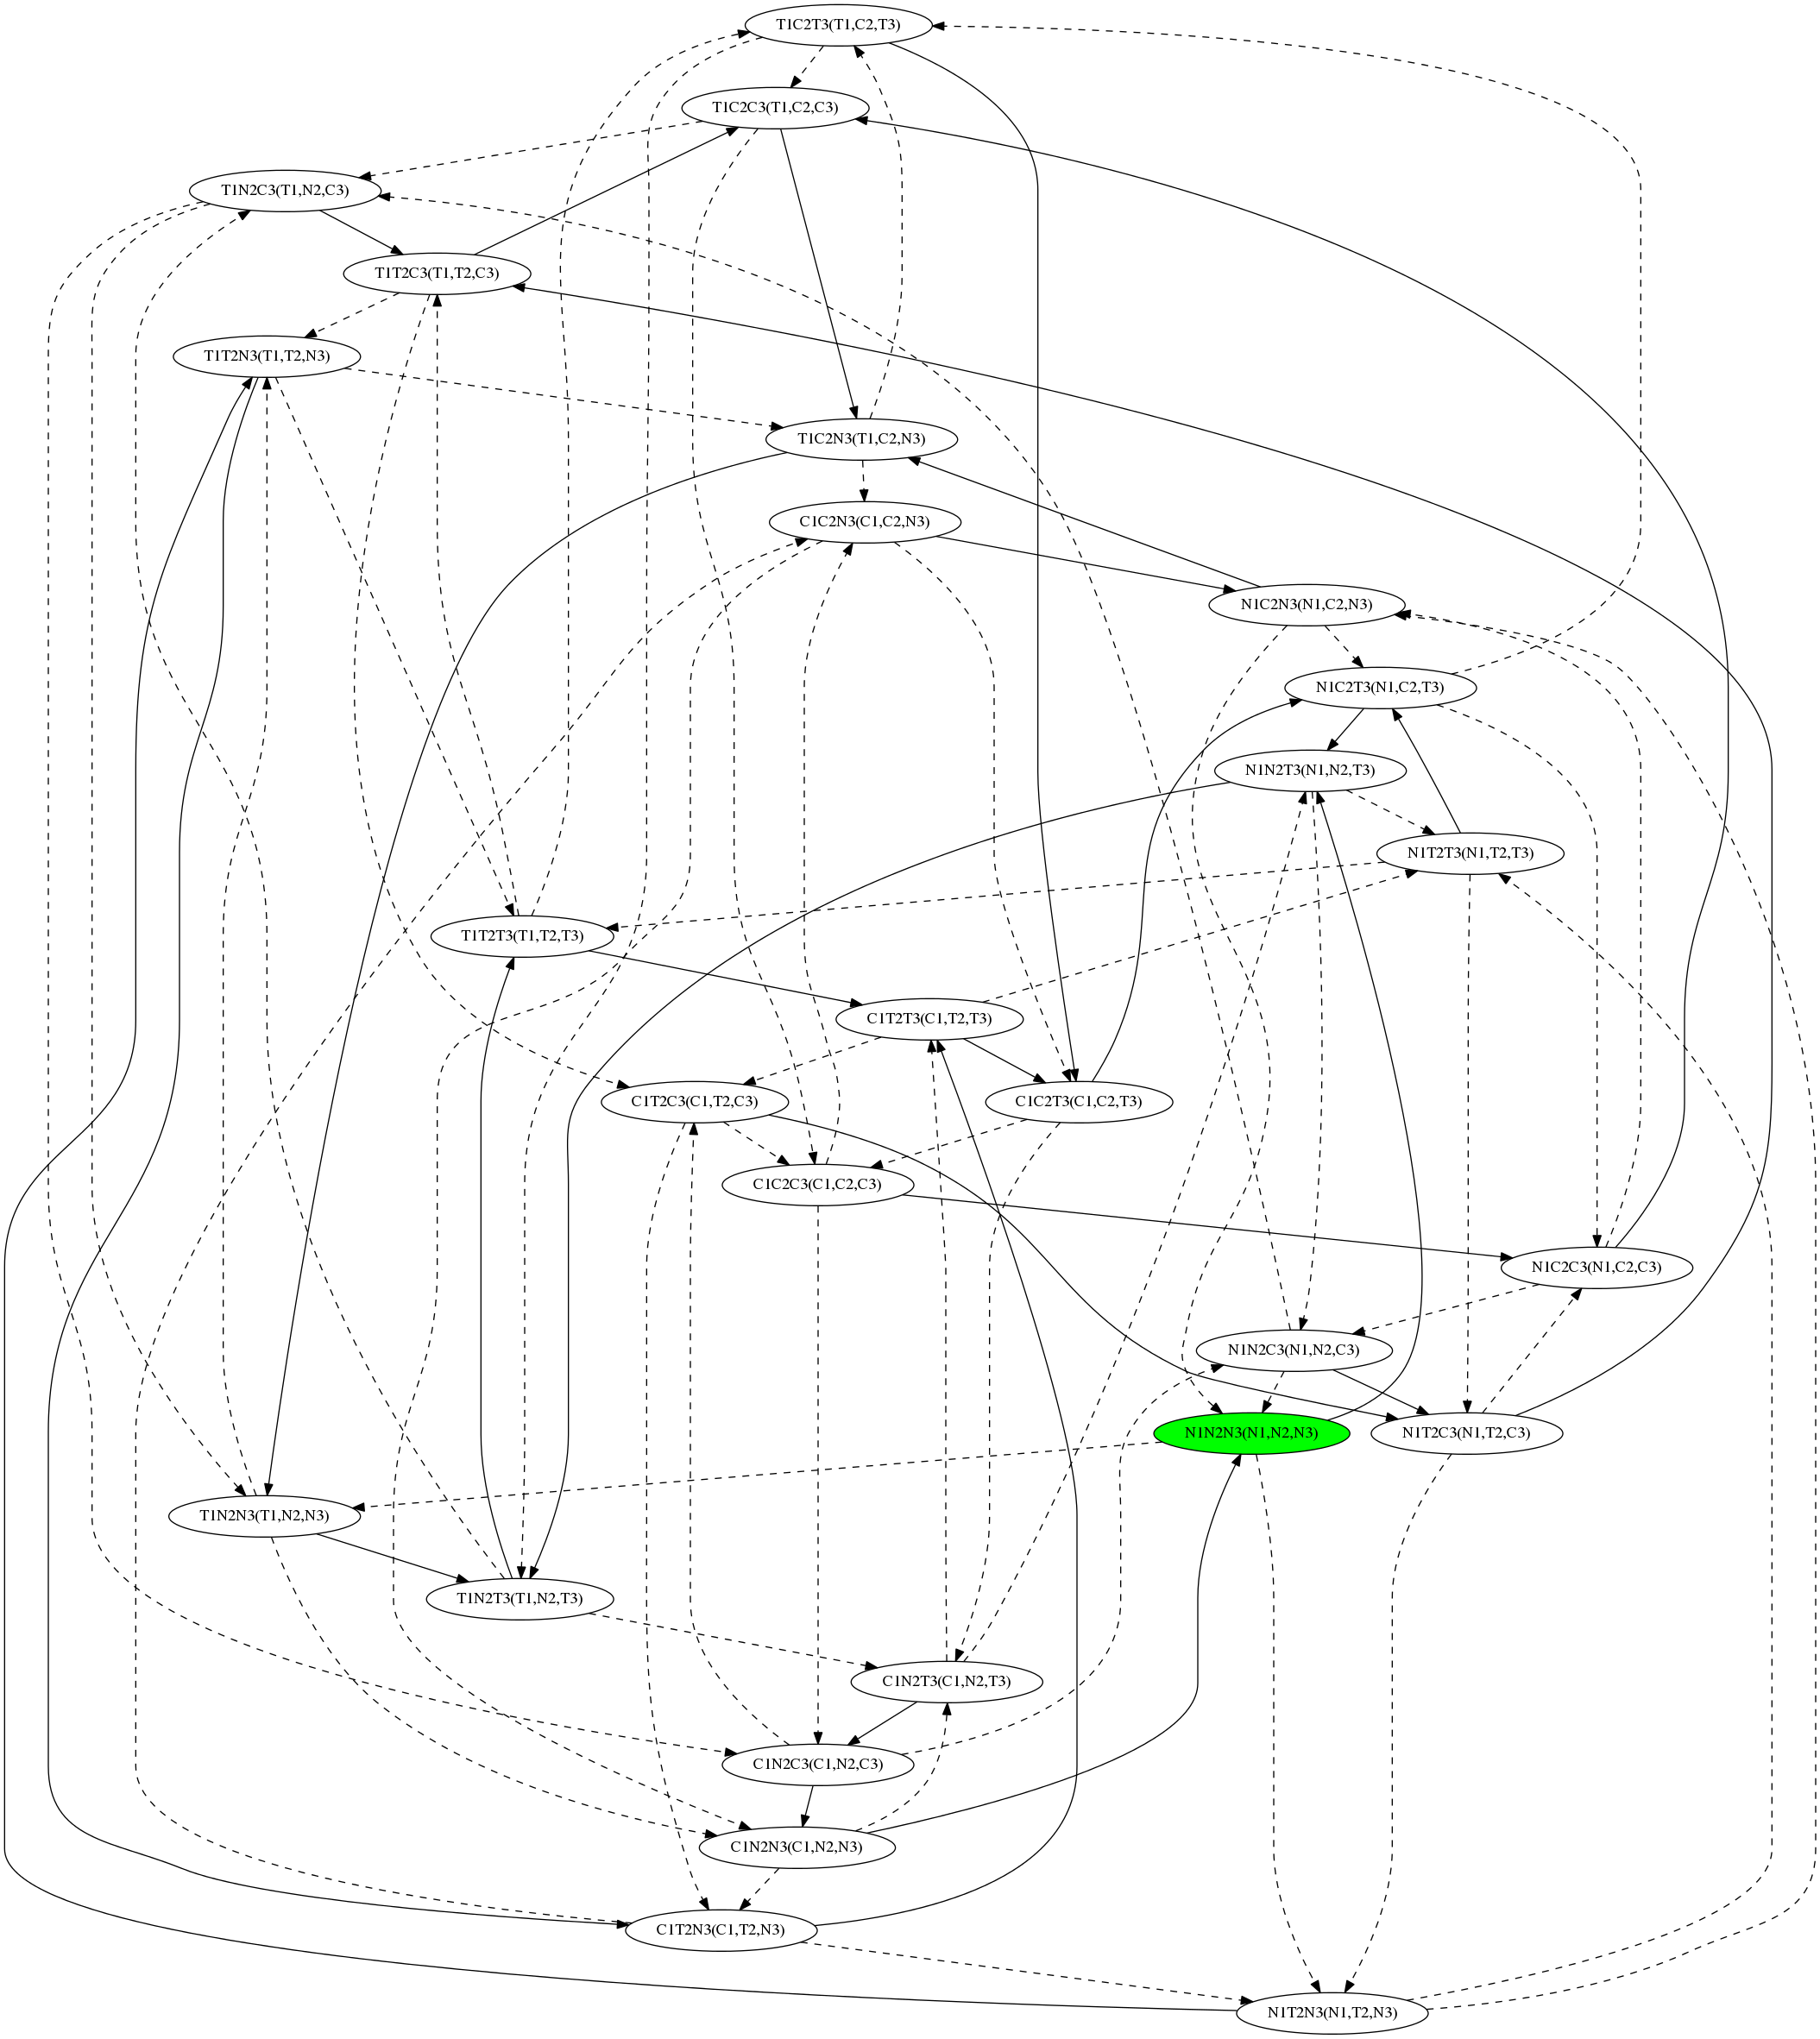 T1C2T3(T1,C2,T3)
T1C2C3(T1,C2,C3)
T1N2C3(T1,N2,C3)
T1T2C3(T1,T2,C3)
T1T2N3(T1,T2,N3)
T1C2N3(T1,C2,N3)
C1C2N3(C1,C2,N3)
N1C2N3(N1,C2,N3)
N1C2T3(N1,C2,T3)
N1N2T3(N1,N2,T3)
N1T2T3(N1,T2,T3)
T1T2T3(T1,T2,T3)
C1T2T3(C1,T2,T3)
C1T2C3(C1,T2,C3)
C1C2T3(C1,C2,T3)
C1C2C3(C1,C2,C3)
N1C2C3(N1,C2,C3)
N1N2C3(N1,N2,C3)
N1N2N3(N1,N2,N3)
N1T2C3(N1,T2,C3)
T1N2N3(T1,N2,N3)
T1N2T3(T1,N2,T3)
C1N2T3(C1,N2,T3)
C1N2C3(C1,N2,C3)
C1N2N3(C1,N2,N3)
C1T2N3(C1,T2,N3)
N1T2N3(N1,T2,N3)